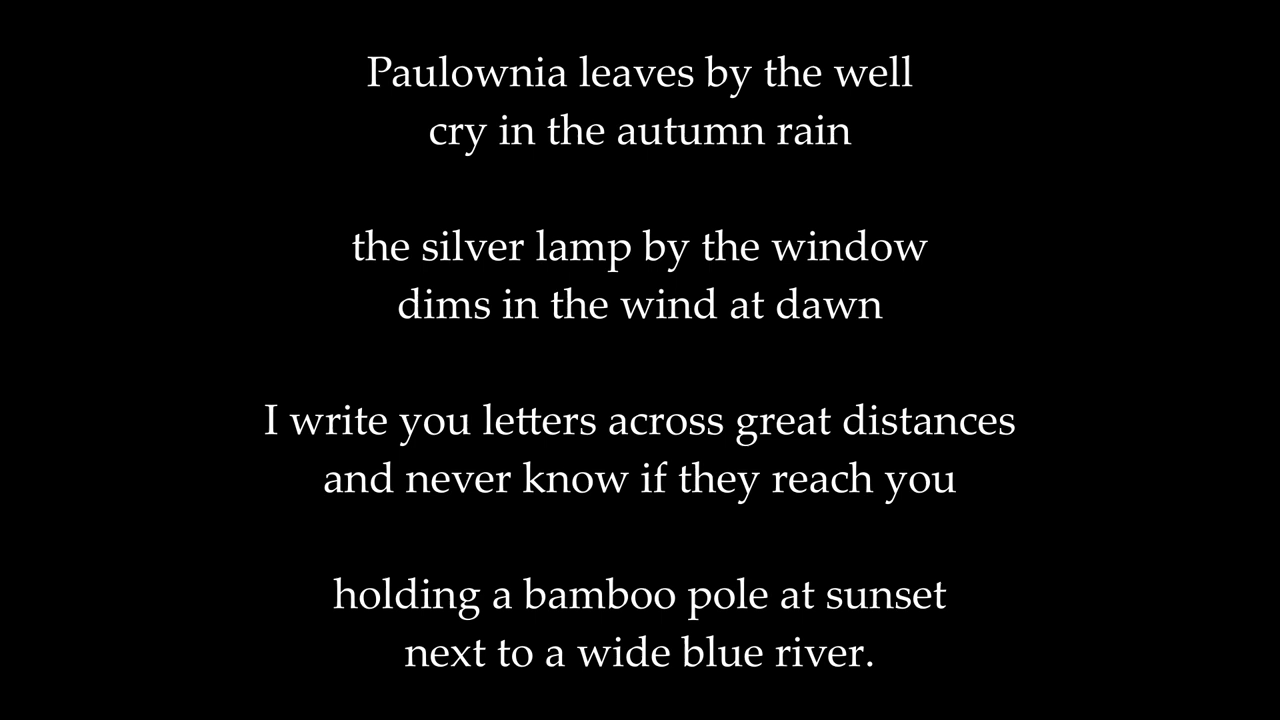 Paulownia leaves by the well
cry in the autumn rain
the silver lamp by the window
dims in the wind at dawn
I write you letters across great distances
and never know if they reach you
holding a bamboo pole at sunset
next to a wide blue river.